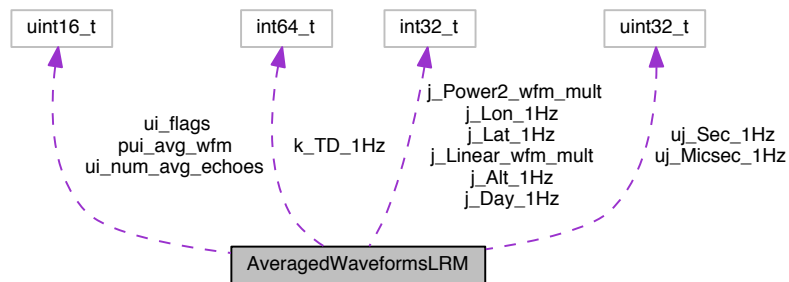 uint16_t
int64_t
int32_t
uint32_t
ui_flags
pui_avg_wfm
ui_num_avg_echoes
k_TD_1Hz
j_Power2_wfm_mult
j_Lon_1Hz
j_Lat_1Hz
j_Linear_wfm_mult
j_Alt_1Hz
j_Day_1Hz
uj_Sec_1Hz
uj_Micsec_1Hz
AveragedWaveformsLRM